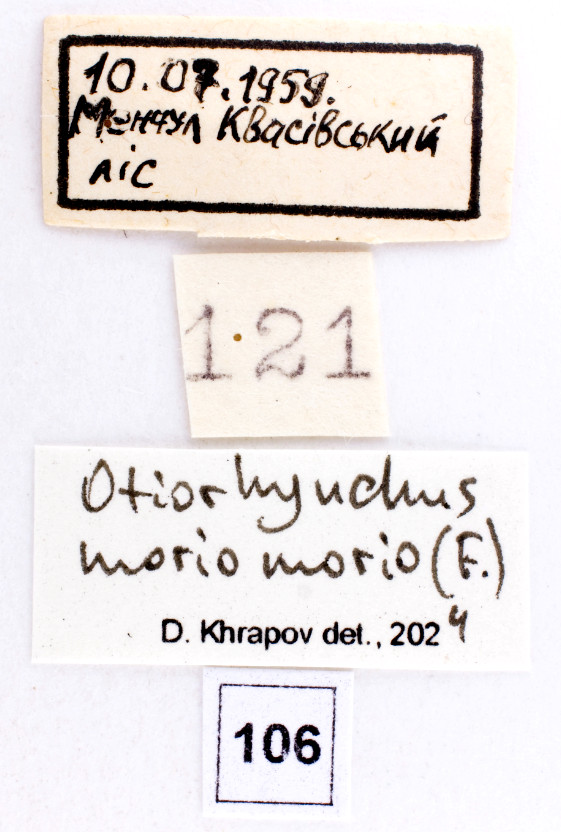 10.07.1959.
Менчул Квасівський
ліс
121
Otiorhynchus
morio morio (F.)
D. Khrapov det., 2024
106